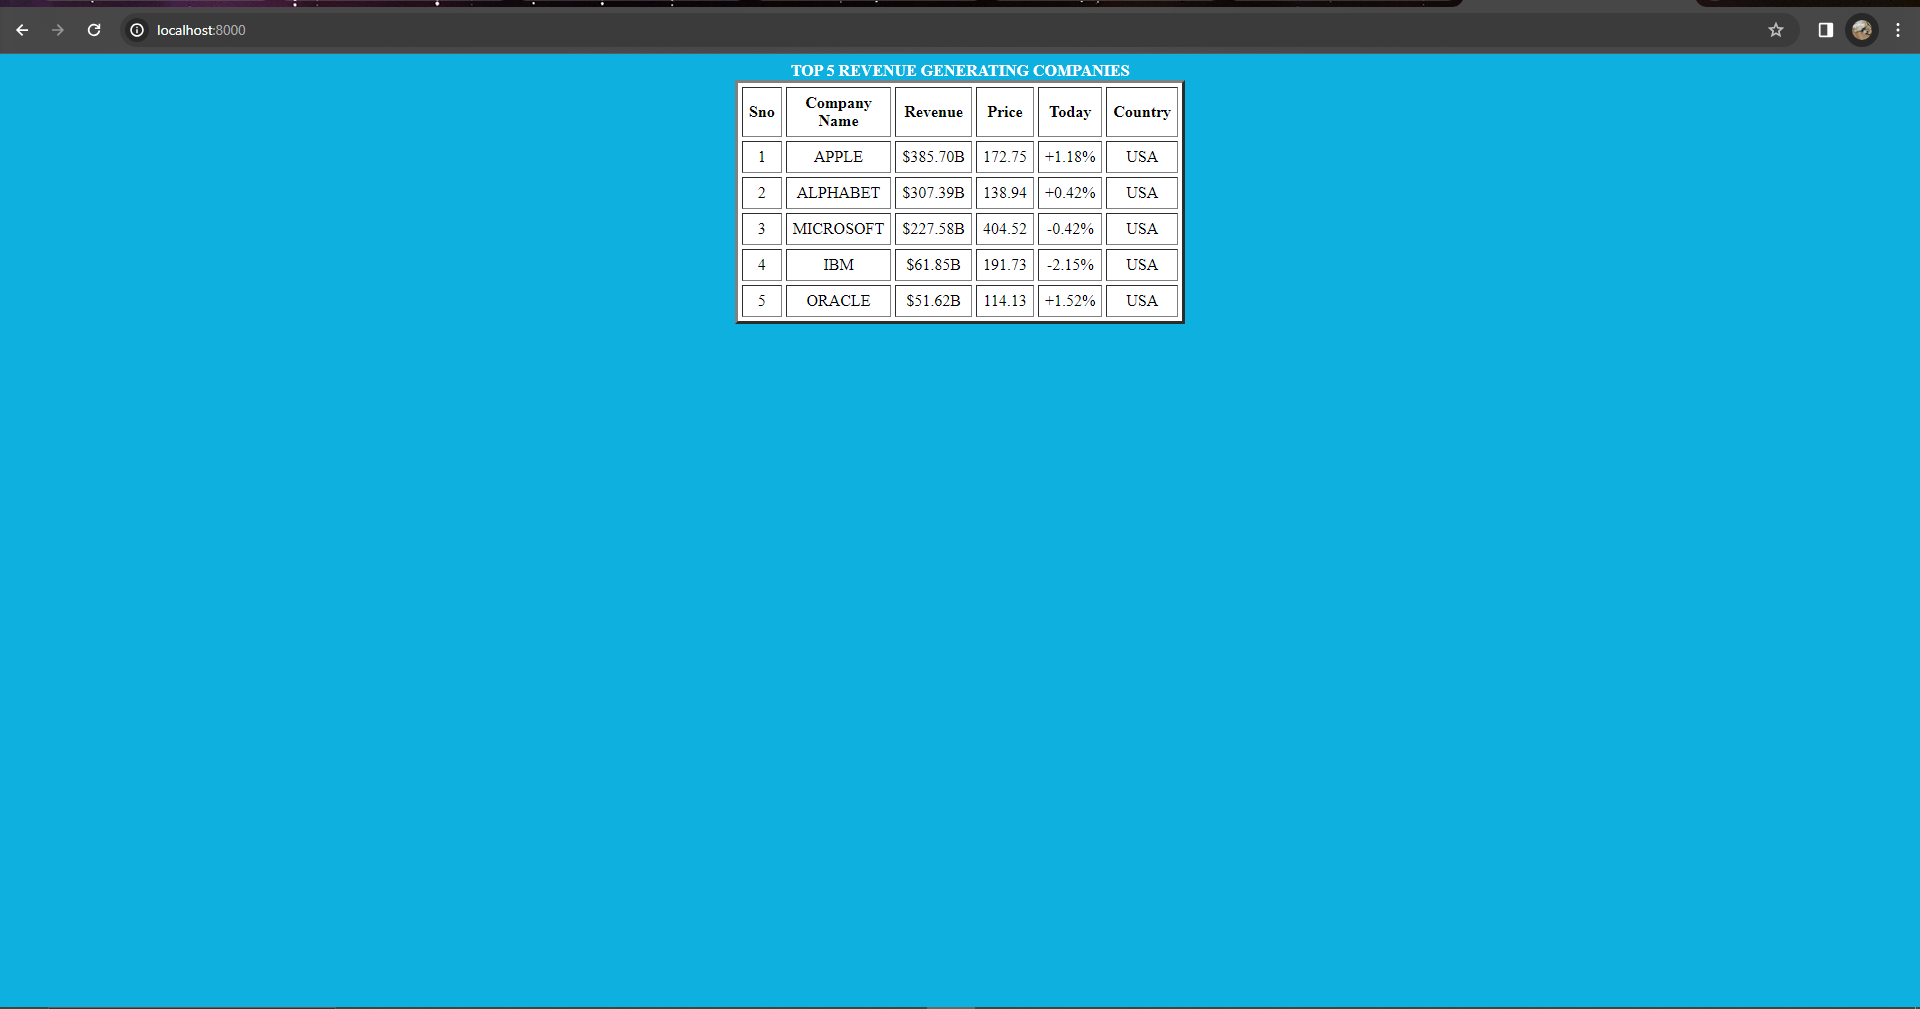 localhost:8000
TOP 5 REVENUE GENERATING COMPANIES
Sno Company Name Revenue Price Today Country
1 APPLE $385.70B 172.75 +1.18% USA
2 ALPHABET $307.39B 138.94 +0.42% USA
3 MICROSOFT $227.58B 404.52 -0.42% USA
4 IBM $61.85B 191.73 -2.15% USA
5 ORACLE $51.62B 114.13 +1.52% USA